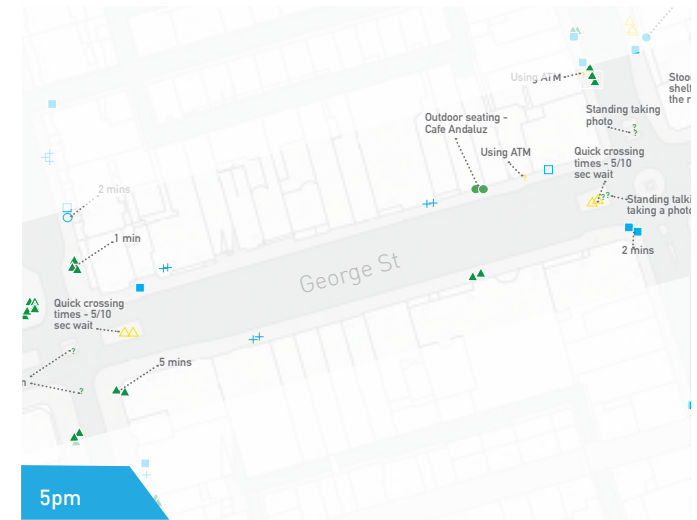 Using ATM
Stoo
shelt
the r
Standing taking
photo
Outdoor seating -
Cafe Andaluz
Using ATM
Quick crossing
times - 5/10
sec wait
2 mins
Standing talki
taking a photo
1 min
2 mins
George St
Quick crossing
times - 5/10
sec wait
5 mins
n
5pm